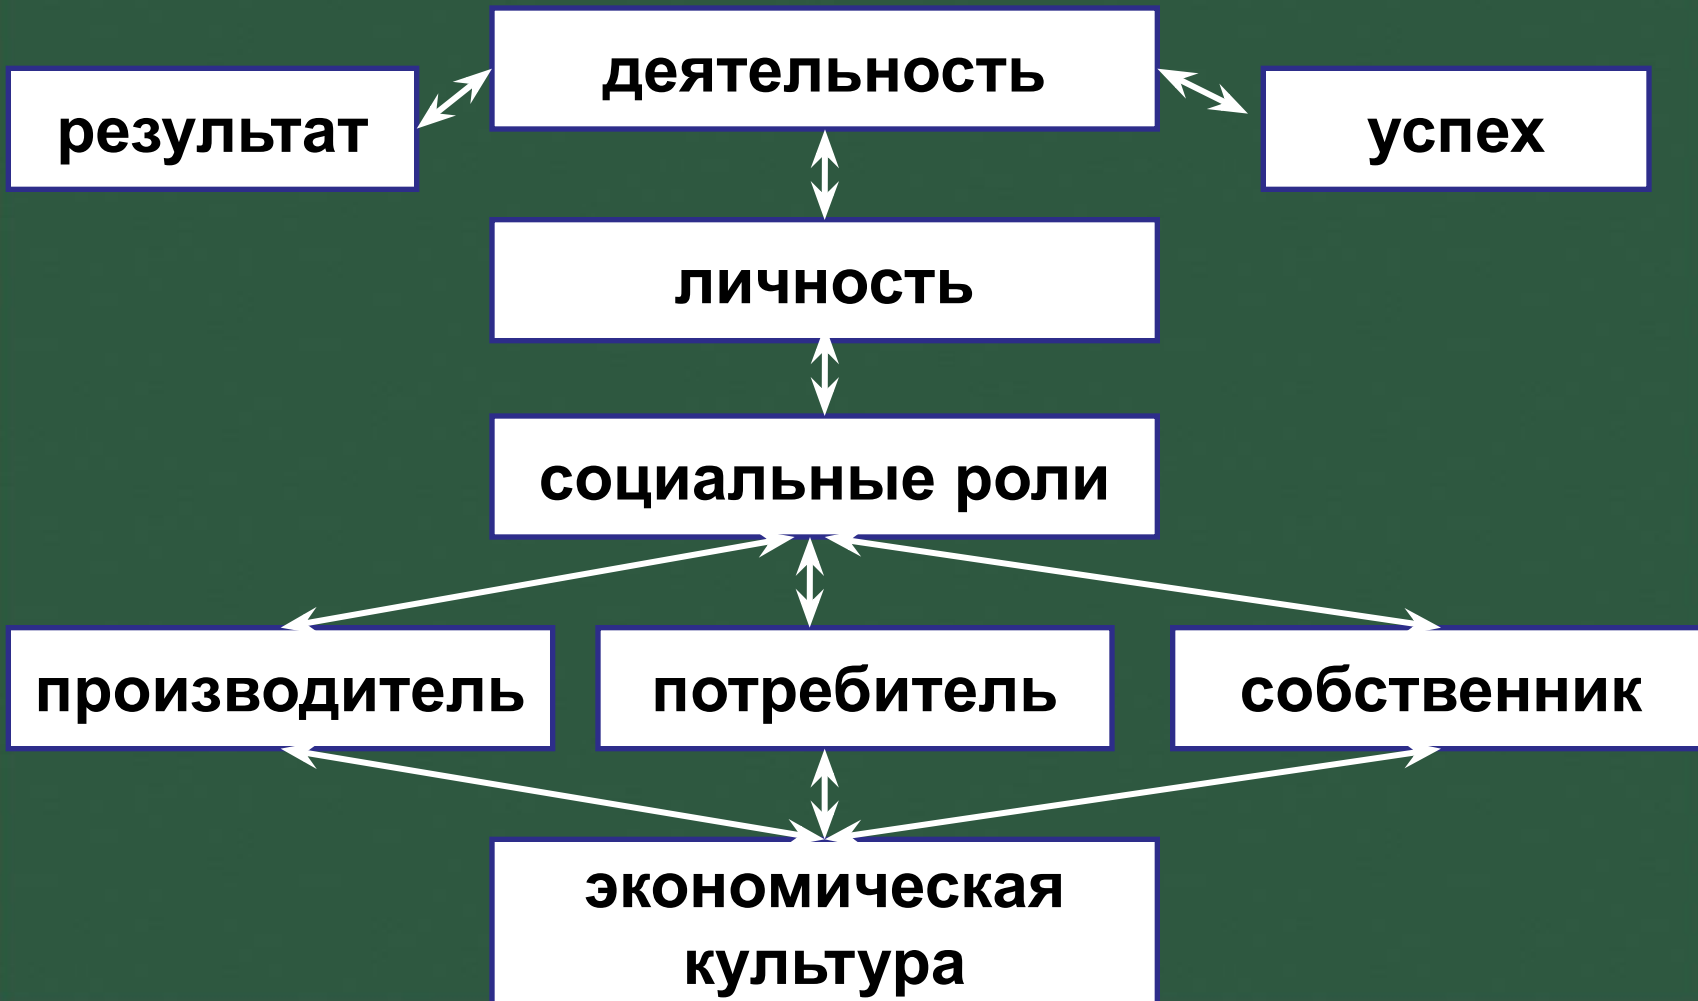 деятельность
результат
успех
личность
социальные роли
производитель
потребитель
собственник
экономическая
культура